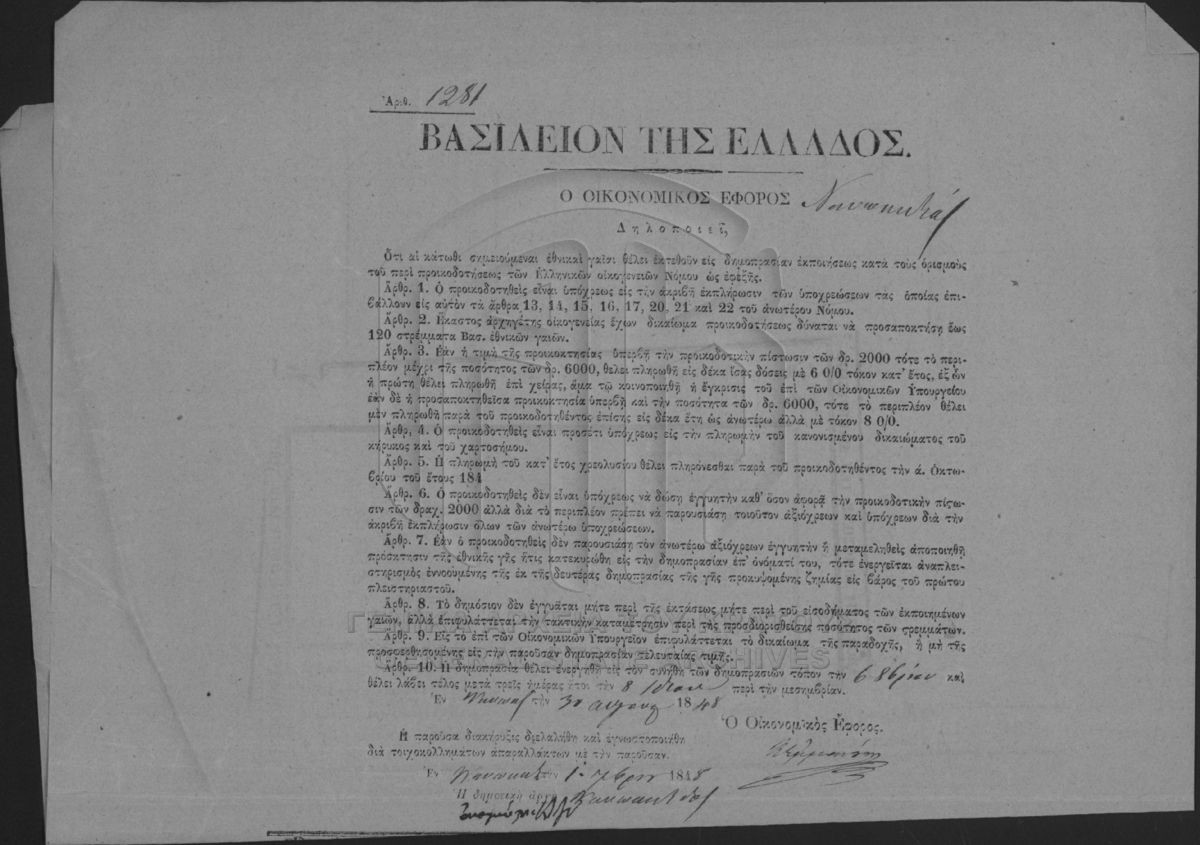 Ἀριθ. 1281
ΒΑΣΙΛΕΙΟΝ ΤΗΣ ΕΛΛΑΔΟΣ.
Ο ΟΙΚΟΝΟΜΙΚΟΣ ΕΦΟΡΟΣ Ναυπακτίας
Δηλοποιεῖ,
Ὅτι αἱ κάτωθι σημειούμεναι ἐθνικαὶ γαῖαι θέλει ἐκτεθοῦν εἰς δημοπρασίαν ἐκποιήσεως κατὰ τοὺς ὁρισμοὺς
τοῦ περὶ προικοδοτήσεως τῶν Ἑλληνικῶν οἰκογενειῶν Νόμου ὡς ἐφεξῆς.
Ἄρθρ. 1. Ὁ προικοδοτηθεὶς εἶναι ὑπόχρεως εἰς τὴν ἀκριβῆ ἐκπλήρωσιν τῶν ὑποχρεώσεων τὰς ὁποίας ἐπι-
βάλλουν εἰς αὐτὸν τὰ ἄρθρα 13, 14, 15, 16, 17, 20, 21 καὶ 22 τοῦ ἀνωτέρω Νόμου.
Ἄρθρ. 2. Ἕκαστος ἀρχηγέτης οἰκογενείας ἔχων δικαίωμα προικοδοτήσεως δύναται νὰ προσαποκτήσῃ ἕως
120 στρέμματα Βασ. ἐθνικῶν γαιῶν.
Ἄρθρ. 3. Ἐὰν ἡ τιμὴ τῆς προικοκτησίας ὑπερβῇ τὴν προικοδοτικὴν πίστωσιν τῶν δρ. 2000 τότε τὸ περι-
πλέον μέχρι τῆς ποσότητος τῶν δρ. 6000, θέλει πληρωθῆ εἰς δέκα ἴσας δόσεις μὲ 6 0/0 τόκον κατ' ἔτος, ἐξ ὧν
ἡ πρώτη θέλει πληρωθῆ ἐπὶ χεῖρας, ἅμα τῷ κοινοποιηθῇ ἡ ἔγκρισις τοῦ ἐπὶ τῶν Οἰκονομικῶν Ὑπουργείου
ἐὰν δὲ ἡ προσαποκτηθεῖσα προικοκτησία ὑπερβῇ καὶ τὴν ποσότητα τῶν δρ. 6000, τότε τὸ περιπλέον θέλει
μὲν πληρωθῆ παρὰ τοῦ προικοδοτηθέντος ἐπίσης εἰς δέκα ἔτη ὡς ἀνωτέρω ἀλλὰ μὲ τόκον 8 0/0.
Ἄρθρ. 4. Ὁ προικοδοτηθεὶς εἶναι προσέτι ὑπόχρεως εἰς τὴν πληρωμὴν τοῦ κανονισμένου δικαιώματος τοῦ
κήρυκος καὶ τοῦ χαρτοσήμου.
Ἄρθρ. 5. Ἡ πληρωμὴ τοῦ κατ' ἔτος χρεολυσίου θέλει πληρόνεσθαι παρὰ τοῦ προικοδοτηθέντος τὴν ά. Ὀκτω-
βρίου τοῦ ἔτους 184
Ἄρθρ. 6. Ὁ προικοδοτηθεὶς δὲν εἶναι ὑπόχρεως νὰ δώσῃ ἐγγυητὴν καθ' ὅσον ἀφορᾷ τὴν προικοδοτικὴν πίστω-
σιν τῶν δραχ. 2000 ἀλλὰ διὰ τὸ περιπλέον πρέπει νὰ παρουσιάσῃ τοιοῦτον ἀξιόχρεων καὶ ὑπόχρεων διὰ τὴν
ἀκριβῆ ἐκπλήρωσιν ὅλων τῶν ἀνωτέρω ὑποχρεώσεων.
Ἄρθρ. 7. Ἐὰν ὁ προικοδοτηθεὶς δὲν παρουσιάσῃ τὸν ἀνωτέρω ἀξιόχρεων ἐγγυητὴν ἢ μεταμεληθεὶς ἀποποιηθῇ
πρόσκτησιν τῆς ἐθνικῆς γῆς ἥτις κατεκυρώθη εἰς τὴν δημοπρασίαν ἐπ' ὀνόματί του, τότε ἐνεργεῖται ἀναπλει-
στηριασμὸς ἐννοουμένης τῆς ἐκ τῆς δευτέρας δημοπρασίας τῆς γῆς προκυψομένης ζημίας εἰς βάρος τοῦ πρώτου
πλειστηριαστοῦ.
Ἄρθρ. 8. Τὸ δημόσιον δὲν ἐγγυᾶται μήτε περὶ τῆς ἐκτάσεως μήτε περὶ τοῦ εἰσοδήματος τῶν ἐκποιημένων
γαιῶν, ἀλλὰ ἐπιφυλάττεται τὴν τακτικὴν καταμέτρησιν περὶ τῆς προσδιορισθείσης ποσότητος τῶν στρεμμάτων.
Ἄρθρ. 9. Εἰς τὸ ἐπὶ τῶν Οἰκονομικῶν Ὑπουργεῖον ἐπιφυλάττεται τὸ δικαίωμα τῆς παραδοχῆς, ἢ μὴ τῆς
προσφερθησομένης εἰς τὴν παροῦσαν δημοπρασίαν τελευταίας τιμῆς.
Ἄρθρ. 10. Ἡ δημοπρασία θέλει ἐνεργηθῆ εἰς τὸν συνήθη τῶν δημοπρασιῶν τόπον τὴν 6 8βρίου καὶ
θέλει λάβει τέλος μετὰ τρεῖς ἡμέρας ἤτοι τὴν 8 ἰδίου περὶ τὴν μεσημβρίαν.
Ἐν Ναυπακ τὴν 30 αὐγούς 1848
Ὁ Οἰκονομικὸς Ἔφορος.
Ἡ παροῦσα διακήρυξις διελαλήθη καὶ ἐγνωστοποιήθη
διὰ τοιχοκολλημάτων ἀπαραλλάκτων μὲ τὴν παροῦσαν.
Ἐν Ναυπακτ τὴν 1 7βρίου 1848
Ἡ δημοτικὴ ἀρχὴ Ναυπακτίας
ARCHIVES